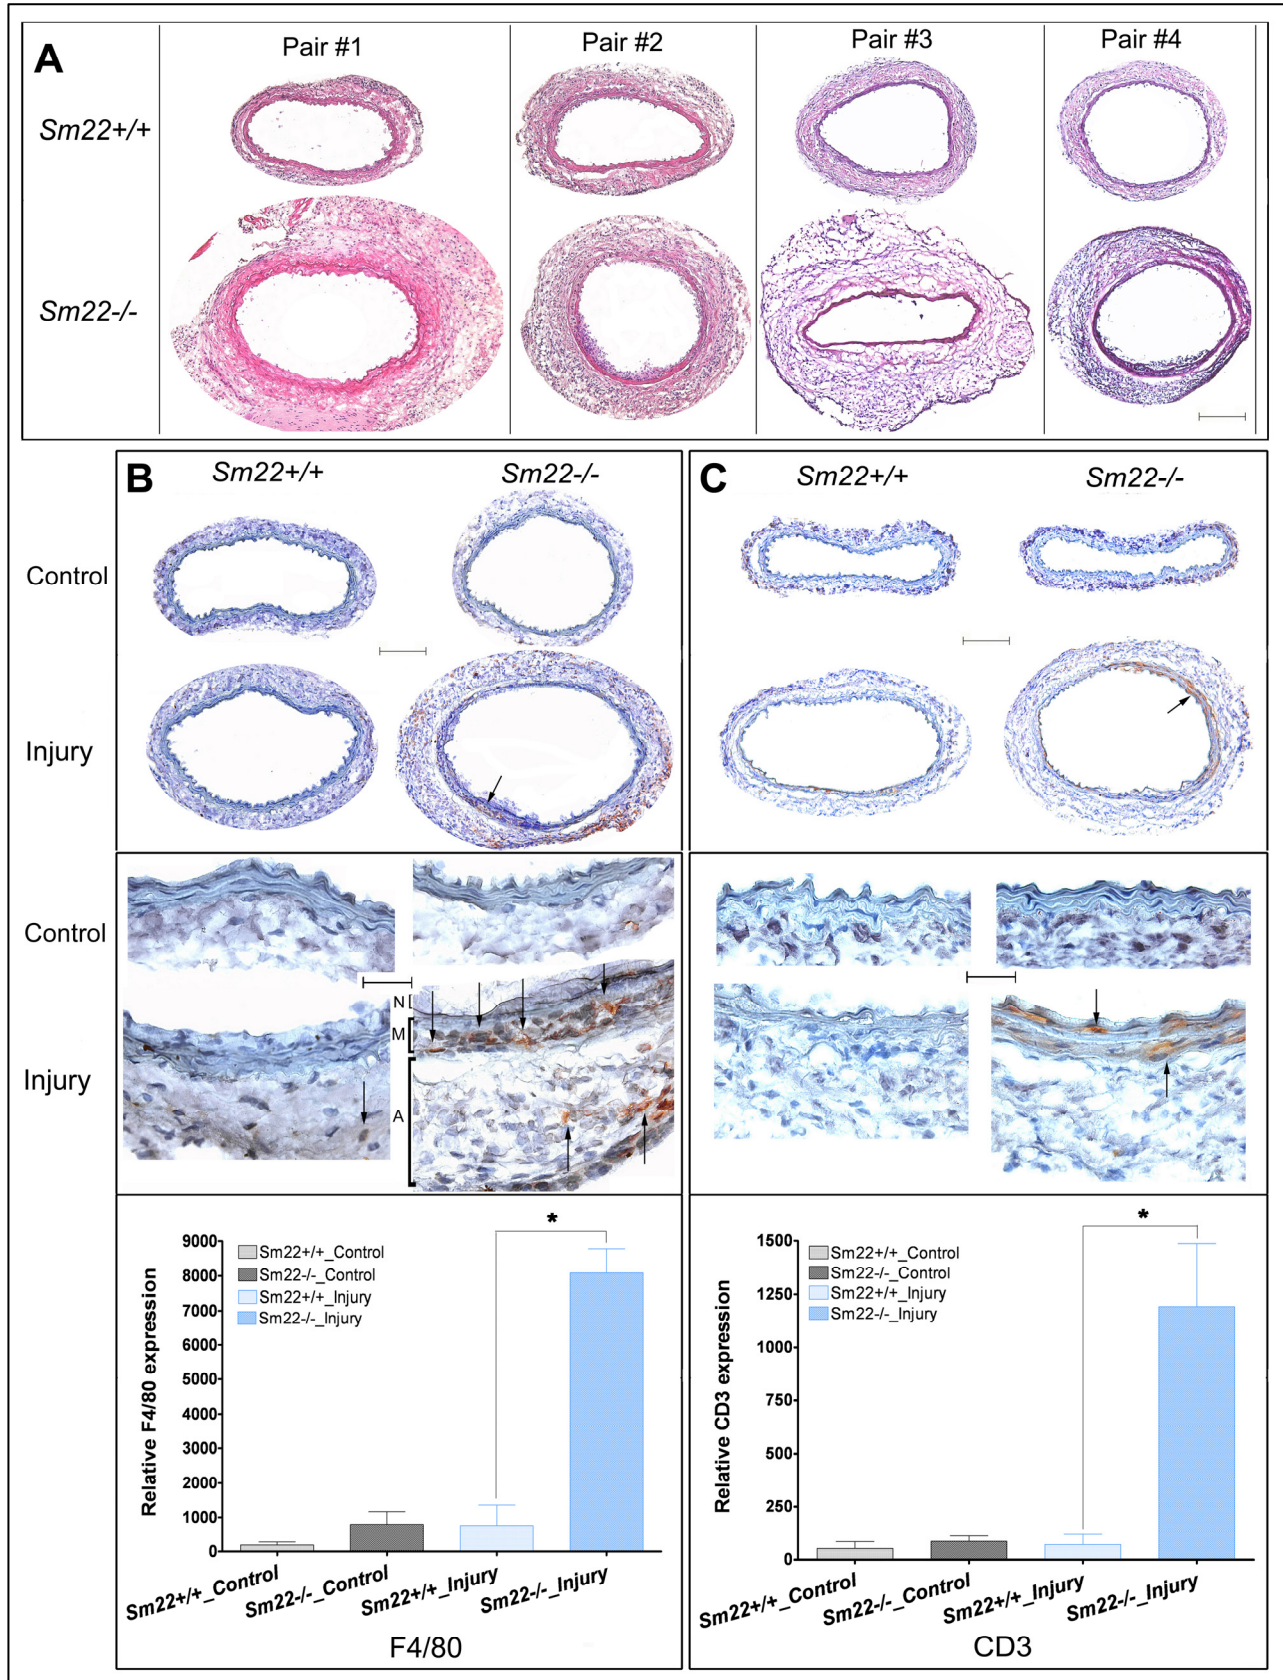 A
Pair #1
Pair #2
Pair #3
Pair #4
Sm22+/+
Sm22-/-
B
Sm22+/+
Sm22-/-
C
Sm22+/+
Sm22-/-
Control
Injury
Control
N
M
Injury
A
*
9000
8000
7000
6000
5000
4000
3000
2000
1000
0
Relative F4/80 expression
Sm22+/+_Control
Sm22-/-_Control
Sm22+/+_Injury
Sm22-/-_Injury
Sm22+/+_Control
Sm22-/-_Control
Sm22+/+_Injury
Sm22-/-_Injury
F4/80
*
1500
1250
1000
750
500
250
0
Relative CD3 expression
Sm22+/+_Control
Sm22-/-_Control
Sm22+/+_Injury
Sm22-/-_Injury
Sm22+/+_Control
Sm22-/-_Control
Sm22+/+_Injury
Sm22-/-_Injury
CD3